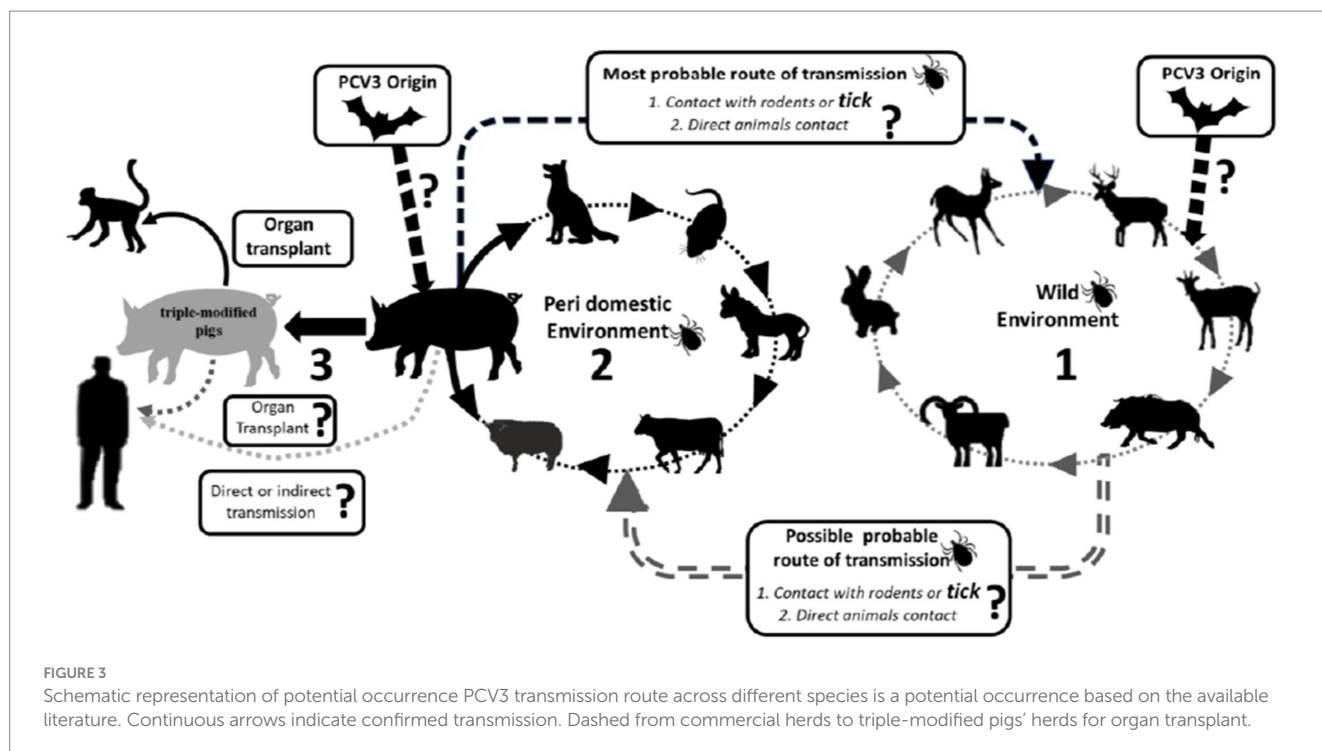 PCV3 Origin
?
Most probable route of transmission
1. Contact with rodents or tick
2. Direct animals contact
?
PCV3 Origin
?
Organ
transplant
triple-modified
pigs
3
Organ
Transplant ?
Direct or indirect
transmission ?
Peri domestic
Environment
2
Wild
Environment
1
Possible probable
route of transmission
1. Contact with rodents or tick
2. Direct animals contact
?
FIGURE 3
Schematic representation of potential occurrence PCV3 transmission route across different species is a potential occurrence based on the available
literature. Continuous arrows indicate confirmed transmission. Dashed from commercial herds to triple-modified pigs’ herds for organ transplant.